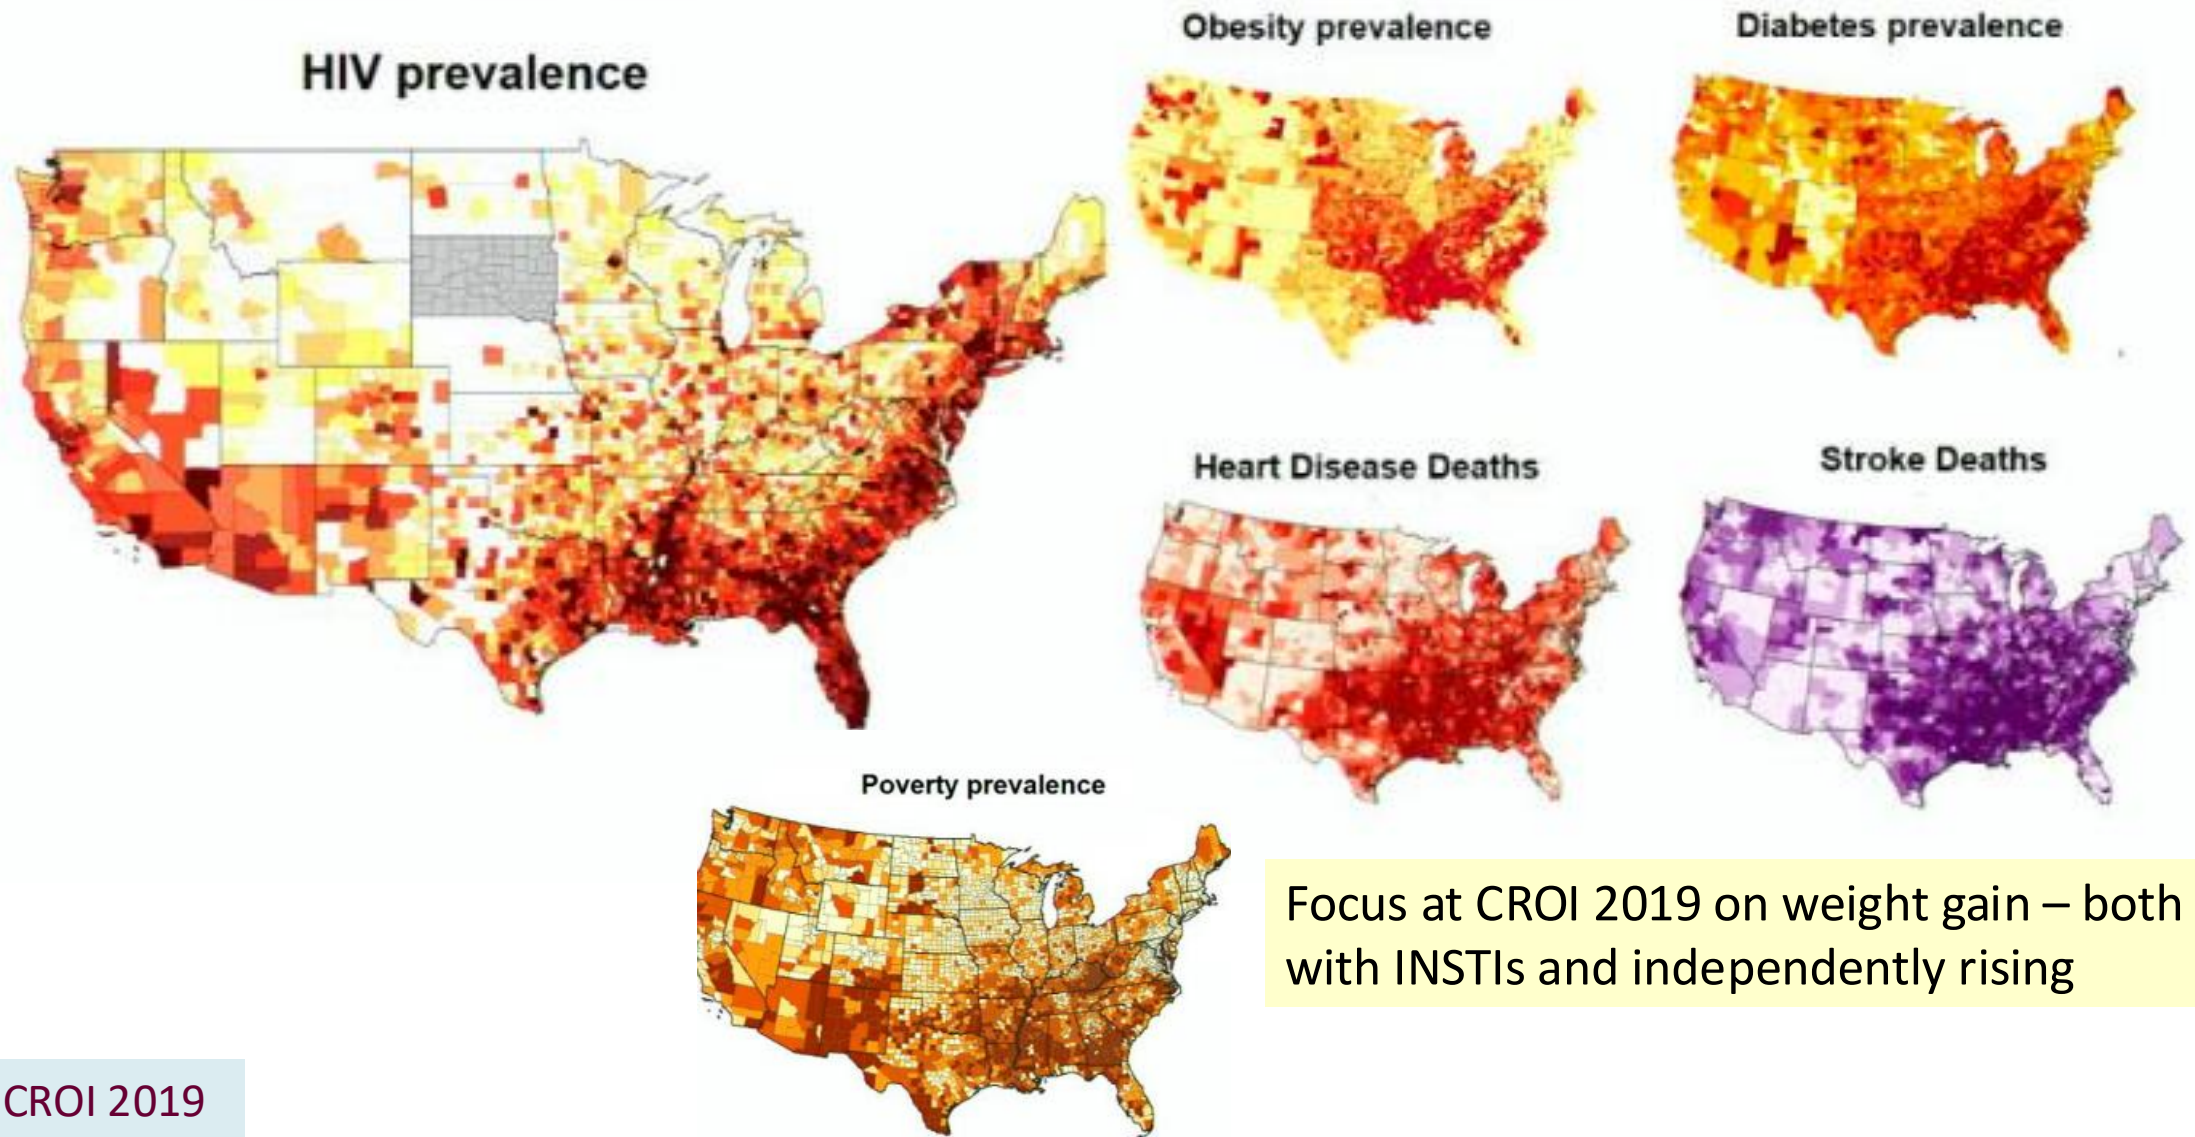 HIV prevalence
Obesity prevalence
Diabetes prevalence
Heart Disease Deaths
Stroke Deaths
Poverty prevalence
Focus at CROI 2019 on weight gain – both
with INSTIs and independently rising
CROI 2019